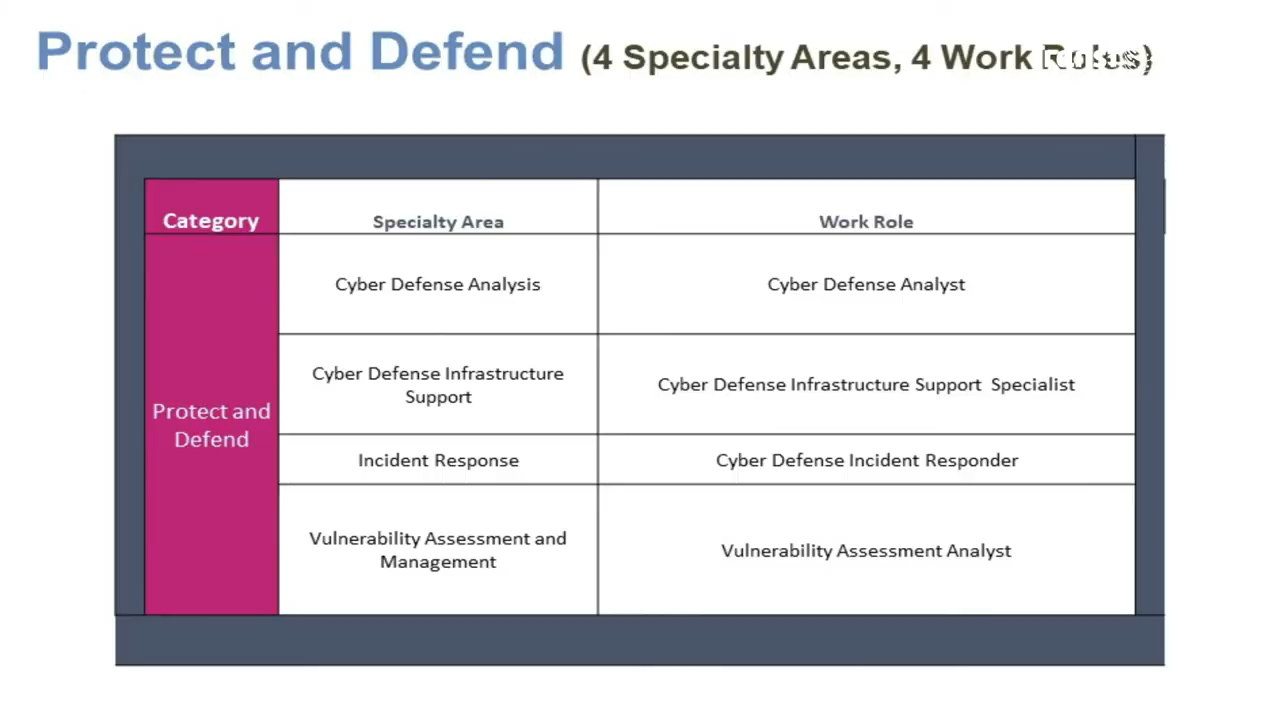 Protect and Defend (4 Specialty Areas, 4 Work Roles)
Category Specialty Area Work Role
Cyber Defense Analysis Cyber Defense Analyst
Cyber Defense Infrastructure
Support
Cyber Defense Infrastructure Support Specialist
Protect and
Defend
Incident Response Cyber Defense Incident Responder
Vulnerability Assessment and
Management
Vulnerability Assessment Analyst